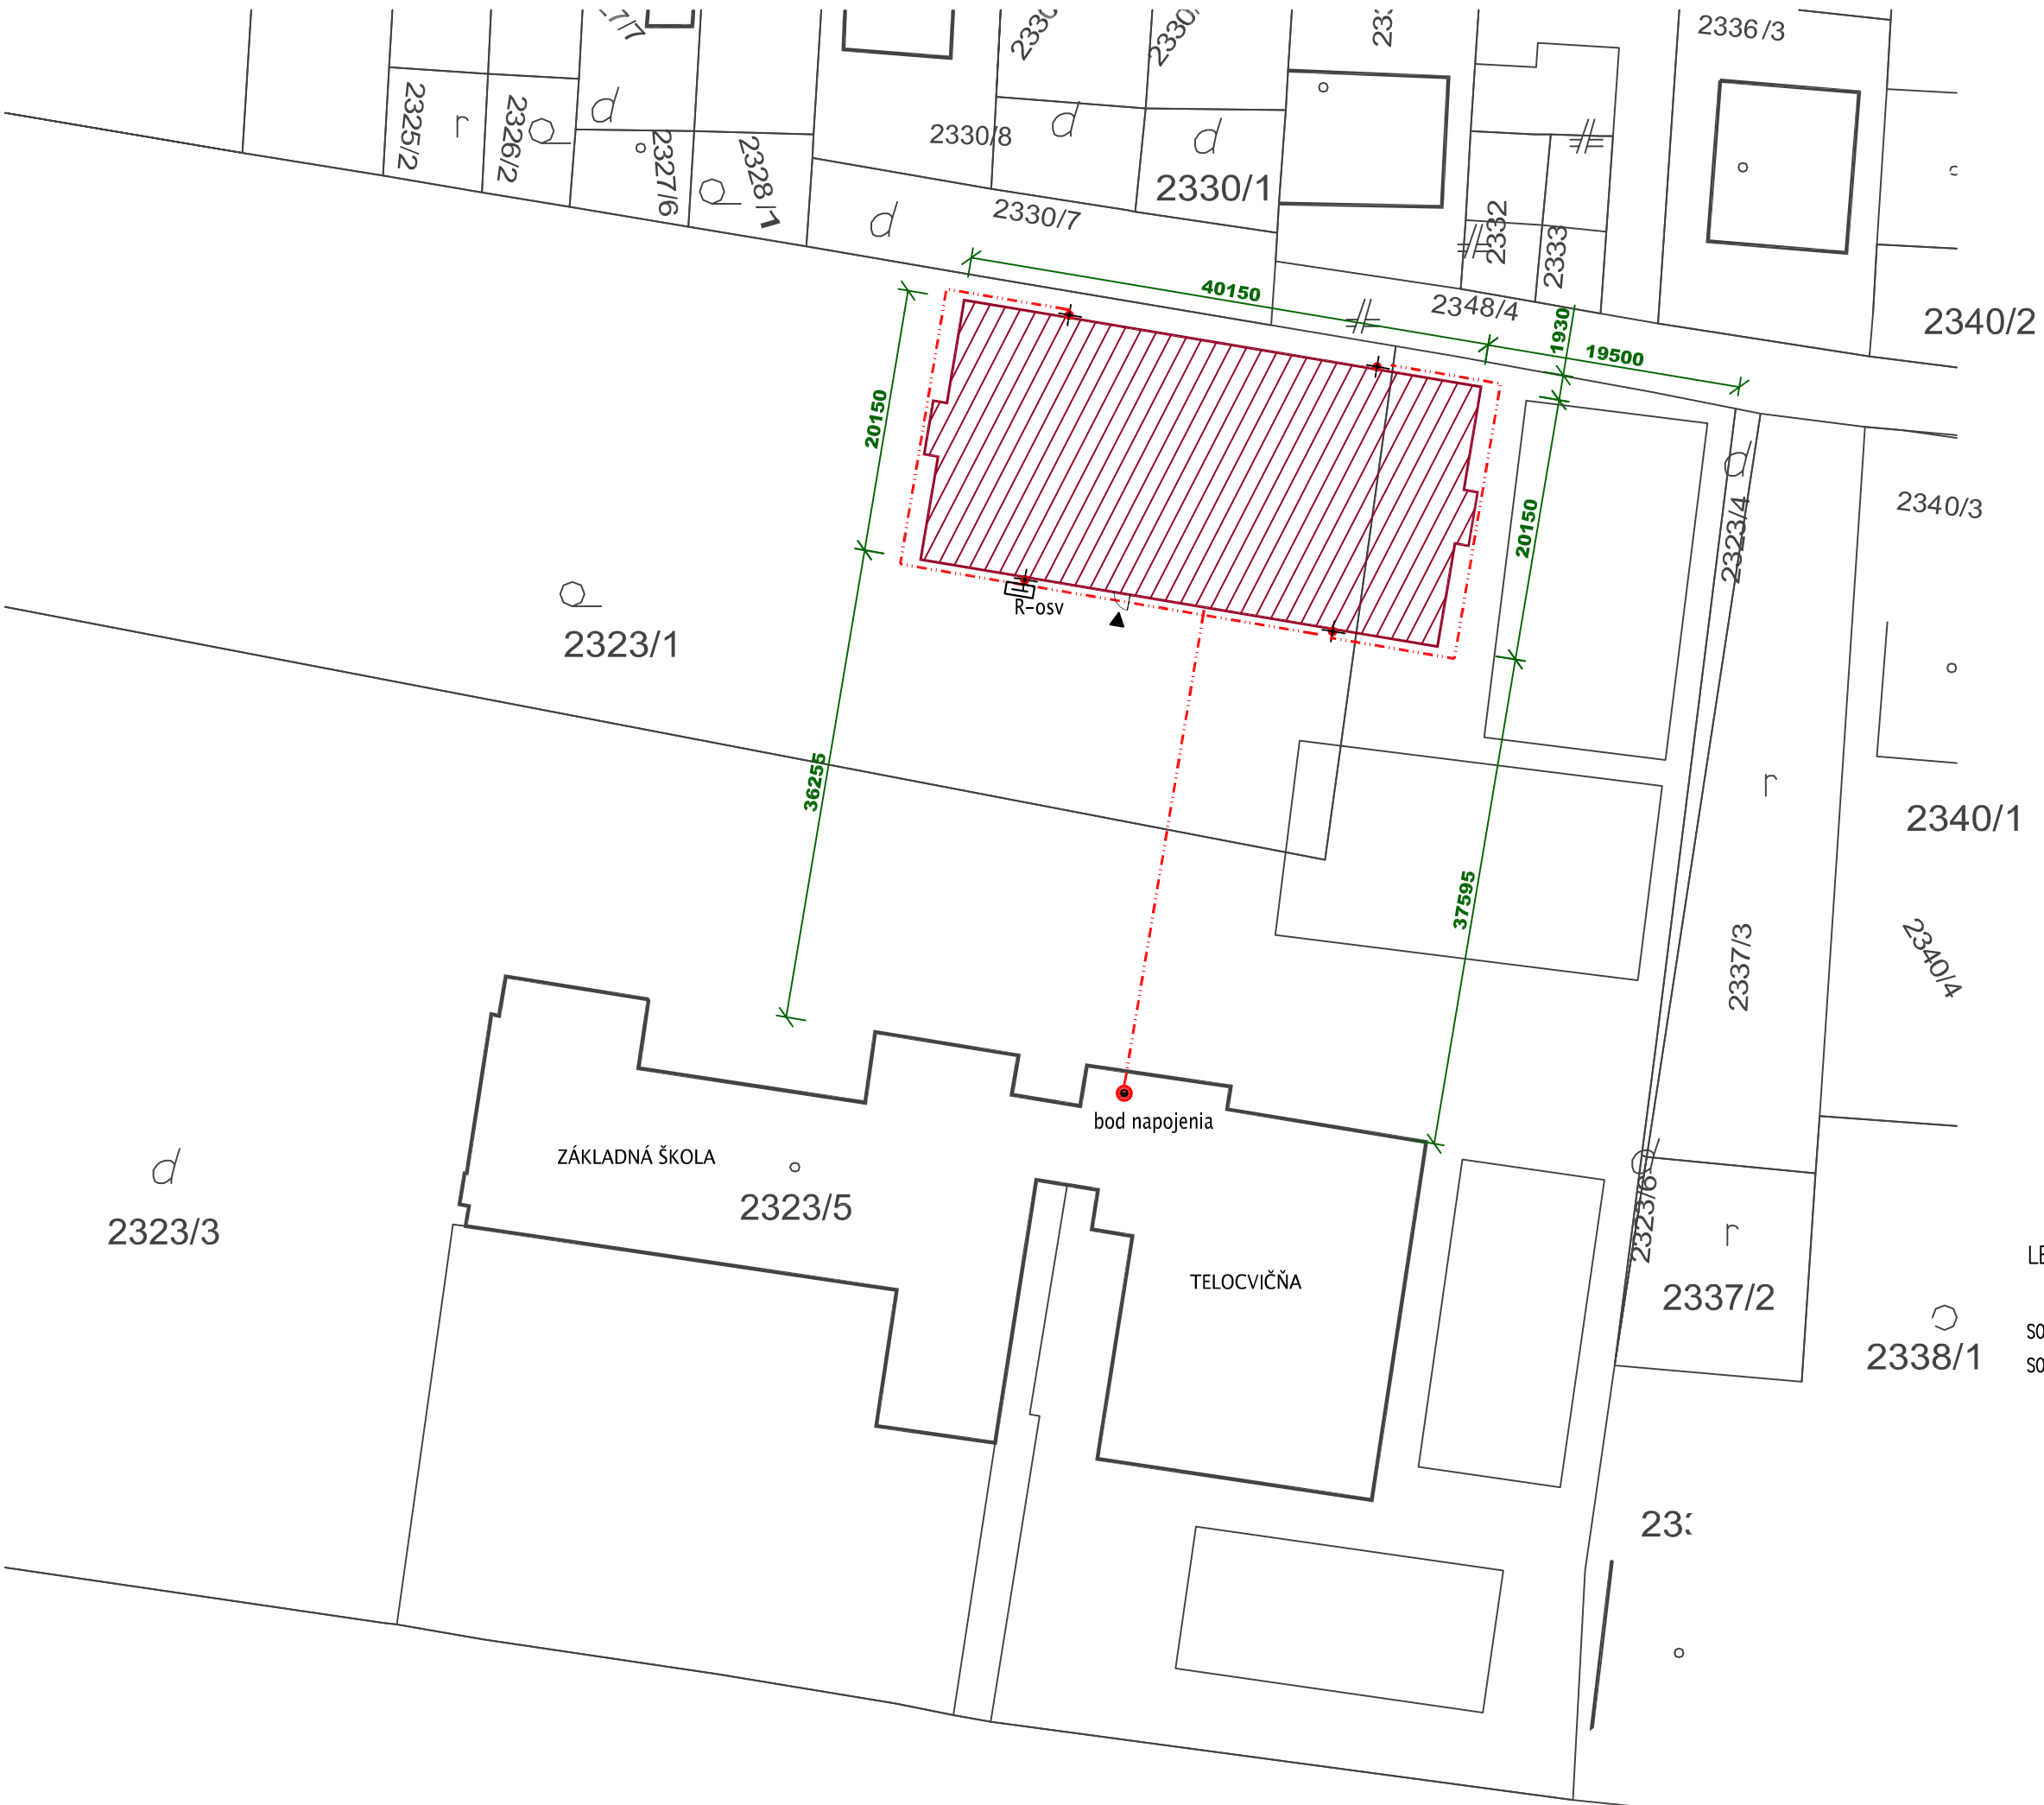 2336/3
2325/2
r
2326/2
d
2327/6
2328/1
2330/8
d
d
2330/1
2330/7
d
2332
2333
2348/4
2340/2
40150
1930
19500
20150
20150
d
2323/4
2340/3
R-osv
2323/1
36255
r
2340/1
37595
2337/3
2340/4
bod napojenia
ZÁKLADNÁ ŠKOLA
2323/5
d
2323/3
TELOCVIČŇA
d
2323/6
r
2337/2
2338/1